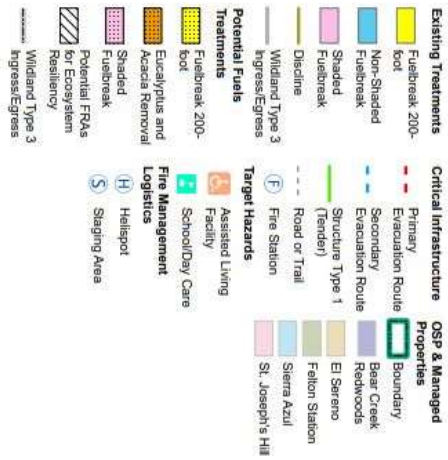 Existing Treatments
Fuelbreak 200-
foot
Non-Shaded
Fuelbreak
Shaded
Fuelbreak
Discline
Wildland Type 3
Ingress/Egress
Potential Fuels
Treatments
Fuelbreak 200-
foot
Eucalyptus and
Acacia Removal
Shaded
Fuelbreak
Potential FRAs
for Ecosystem
Resiliency
Wildland Type 3
Ingress/Egress
Critical Infrastructure
Primary
Evacuation Route
Secondary
Evacuation Route
Structure Type 1
(Tender)
Road or Trail
F Fire Station
Target Hazards
Assisted Living
Facility
School/Day Care
Fire Management
Logistics
H Helispot
S Staging Area
OSP & Managed
Properties
Boundary
Bear Creek
Redwoods
El Sereno
Felton Station
Sierra Azul
St. Joseph's Hill